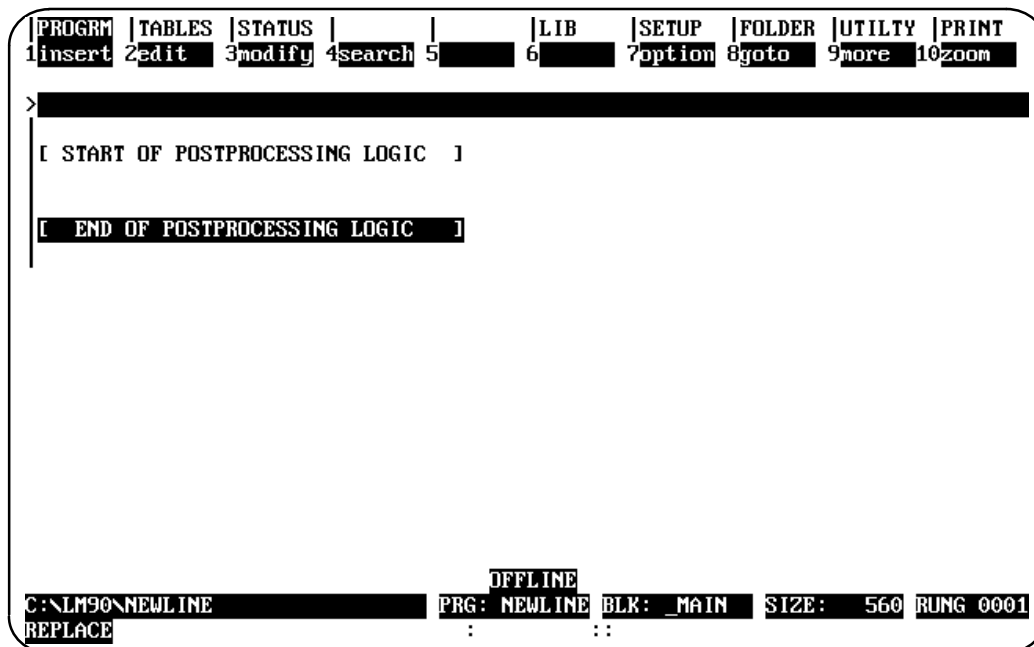 |PROGRM |TABLES |STATUS | | |LIB |SETUP |FOLDER |UTILTY |PRINT
1insert 2edit 3modify 4search 5 6 7option 8goto 9more 10zoom
>
[ START OF POSTPROCESSING LOGIC ]
[ END OF POSTPROCESSING LOGIC ]
OFFLINE
C:\LM90\NEWLINE PRG: NEWLINE BLK: _MAIN SIZE: 560 RUNG 0001
REPLACE : ::